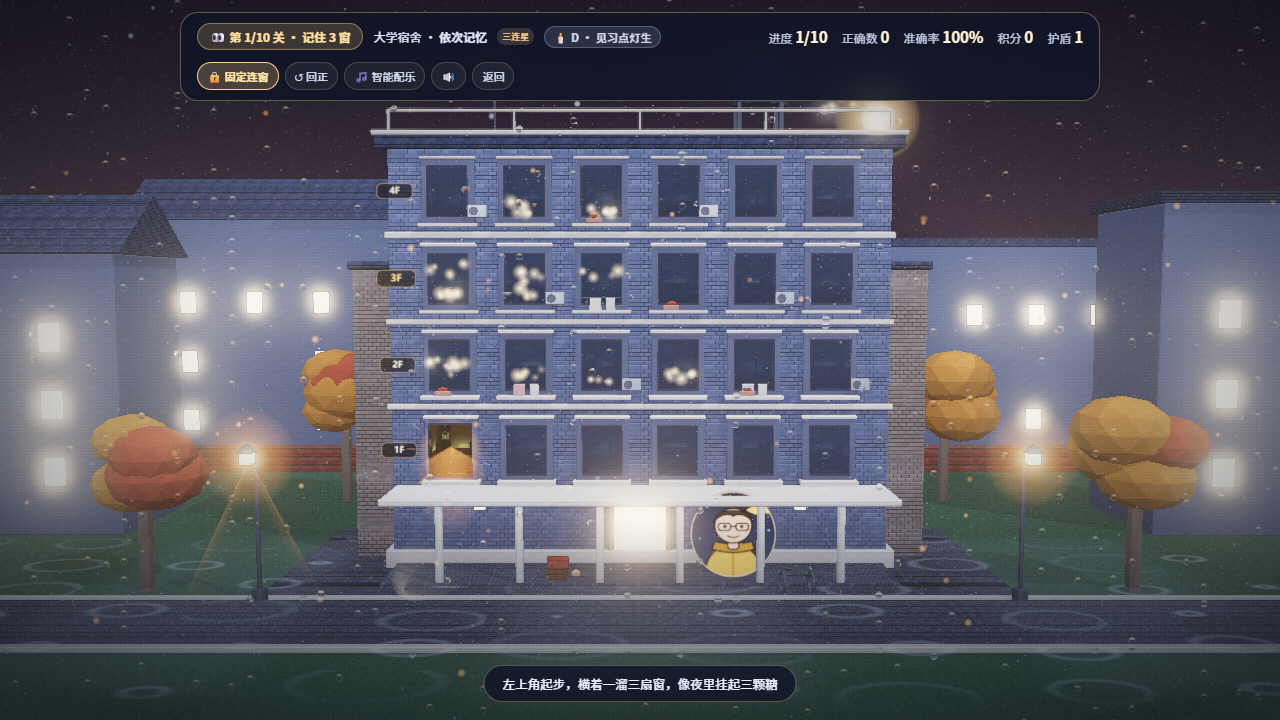 第 1/10 关 • 记住 3 窗
大学宿舍 • 依次记忆
三连星
D • 见习点灯生
进度 1/10
正确数 0
准确率 100%
积分 0
护盾 1
固定连窗
↺ 回正
智能配乐
返回
4F
3F
2F
1F
左上角起步，横着一溜三扇窗，像夜里挂起三颗糖